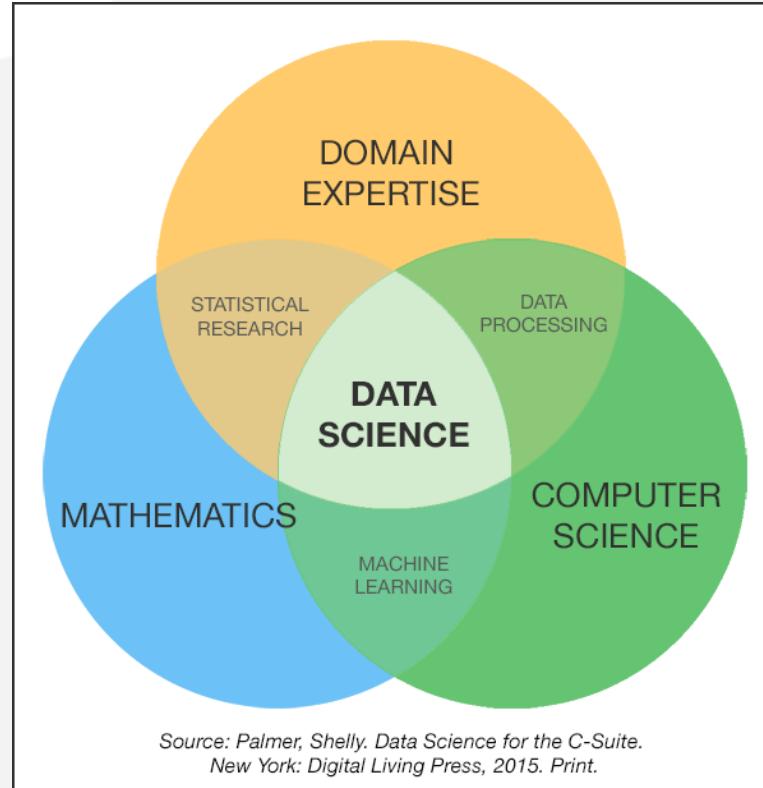 DOMAIN
EXPERTISE
STATISTICAL
RESEARCH
DATA
PROCESSING
DATA
SCIENCE
MATHEMATICS
COMPUTER
SCIENCE
MACHINE
LEARNING
Source: Palmer, Shelly. Data Science for the C-Suite.
New York: Digital Living Press, 2015. Print.